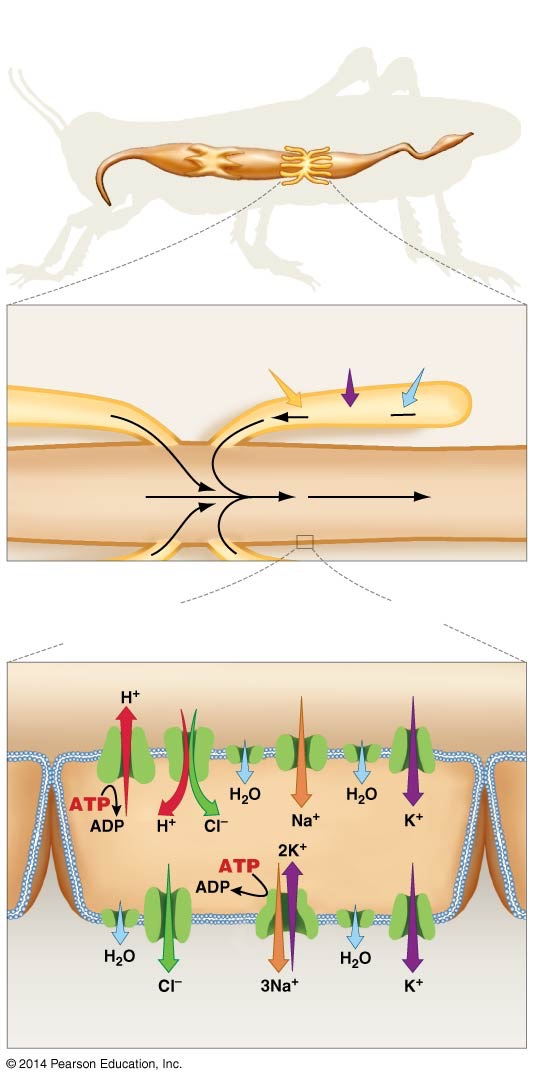 H⁺
ATP
ADP
H⁺
Cl⁻
H₂O
Na⁺
H₂O
K⁺
2K⁺
ATP
ADP
H₂O
Cl⁻
3Na⁺
H₂O
K⁺
© 2014 Pearson Education, Inc.